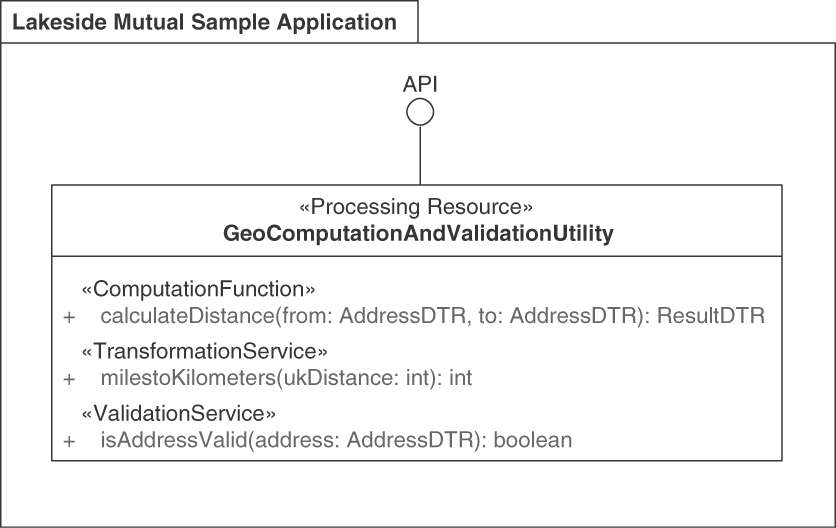 Lakeside Mutual Sample Application
API
«Processing Resource»
GeoComputationAndValidationUtility
«ComputationFunction»
+ calculateDistance(from: AddressDTR, to: AddressDTR): ResultDTR
«TransformationService»
+ milestoKilometers(ukDistance: int): int
«ValidationService»
+ isAddressValid(address: AddressDTR): boolean